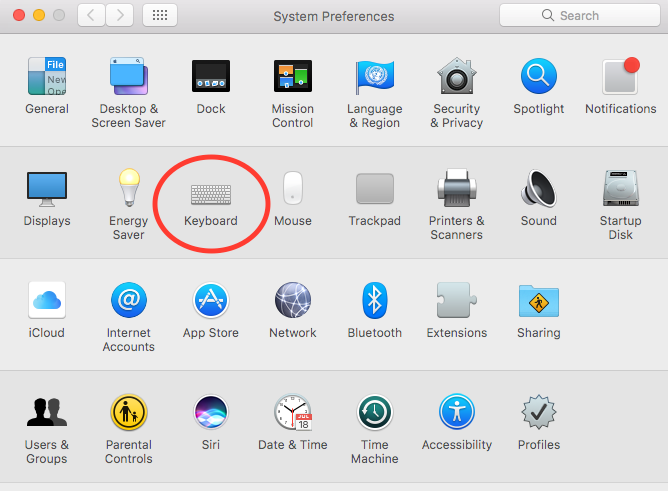 System Preferences
Search
File
New
Ope
General
Desktop &
Screen Saver
Dock
Mission
Control
Language
& Region
Security
& Privacy
Spotlight
Notifications
Displays
Energy
Saver
Keyboard
Mouse
Trackpad
Printers &
Scanners
Sound
Startup
Disk
iCloud
@
Internet
Accounts
App Store
Network
Bluetooth
Extensions
Sharing
Users &
Groups
Parental
Controls
Siri
JUL
18
Date & Time
Time
Machine
Accessibility
Profiles